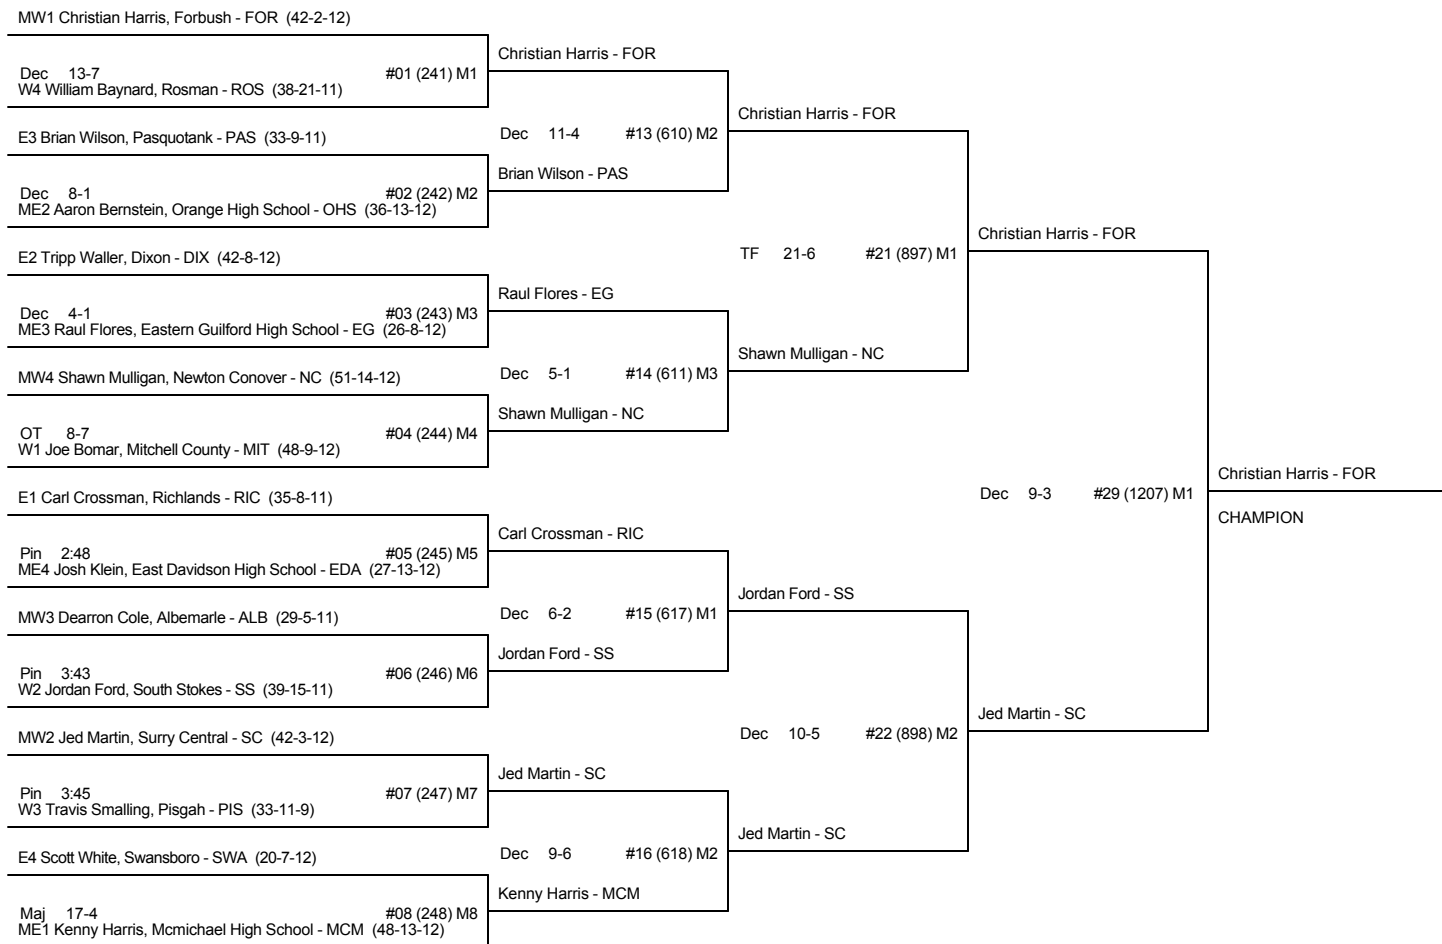 MW1 Christian Harris, Forbush - FOR (42-2-12)
Dec 13-7 #01 (241) M1
W4 William Baynard, Rosman - ROS (38-21-11)
E3 Brian Wilson, Pasquotank - PAS (33-9-11)
Dec 8-1 #02 (242) M2
ME2 Aaron Bernstein, Orange High School - OHS (36-13-12)
E2 Tripp Waller, Dixon - DIX (42-8-12)
Dec 4-1 #03 (243) M3
ME3 Raul Flores, Eastern Guilford High School - EG (26-8-12)
MW4 Shawn Mulligan, Newton Conover - NC (51-14-12)
OT 8-7 #04 (244) M4
W1 Joe Bomar, Mitchell County - MIT (48-9-12)
E1 Carl Crossman, Richlands - RIC (35-8-11)
Pin 2:48 #05 (245) M5
ME4 Josh Klein, East Davidson High School - EDA (27-13-12)
MW3 Dearron Cole, Albemarle - ALB (29-5-11)
Pin 3:43 #06 (246) M6
W2 Jordan Ford, South Stokes - SS (39-15-11)
MW2 Jed Martin, Surry Central - SC (42-3-12)
Pin 3:45 #07 (247) M7
W3 Travis Smalling, Pisgah - PIS (33-11-9)
E4 Scott White, Swansboro - SWA (20-7-12)
Maj 17-4 #08 (248) M8
ME1 Kenny Harris, Mcmichael High School - MCM (48-13-12)
Christian Harris - FOR
Dec 11-4 #13 (610) M2
Brian Wilson - PAS
Raul Flores - EG
Dec 5-1 #14 (611) M3
Shawn Mulligan - NC
Carl Crossman - RIC
Dec 6-2 #15 (617) M1
Jordan Ford - SS
Jed Martin - SC
Dec 9-6 #16 (618) M2
Kenny Harris - MCM
Christian Harris - FOR
TF 21-6 #21 (897) M1
Shawn Mulligan - NC
Jordan Ford - SS
Dec 10-5 #22 (898) M2
Jed Martin - SC
Christian Harris - FOR
Dec 9-3 #29 (1207) M1
Jed Martin - SC
Christian Harris - FOR
CHAMPION